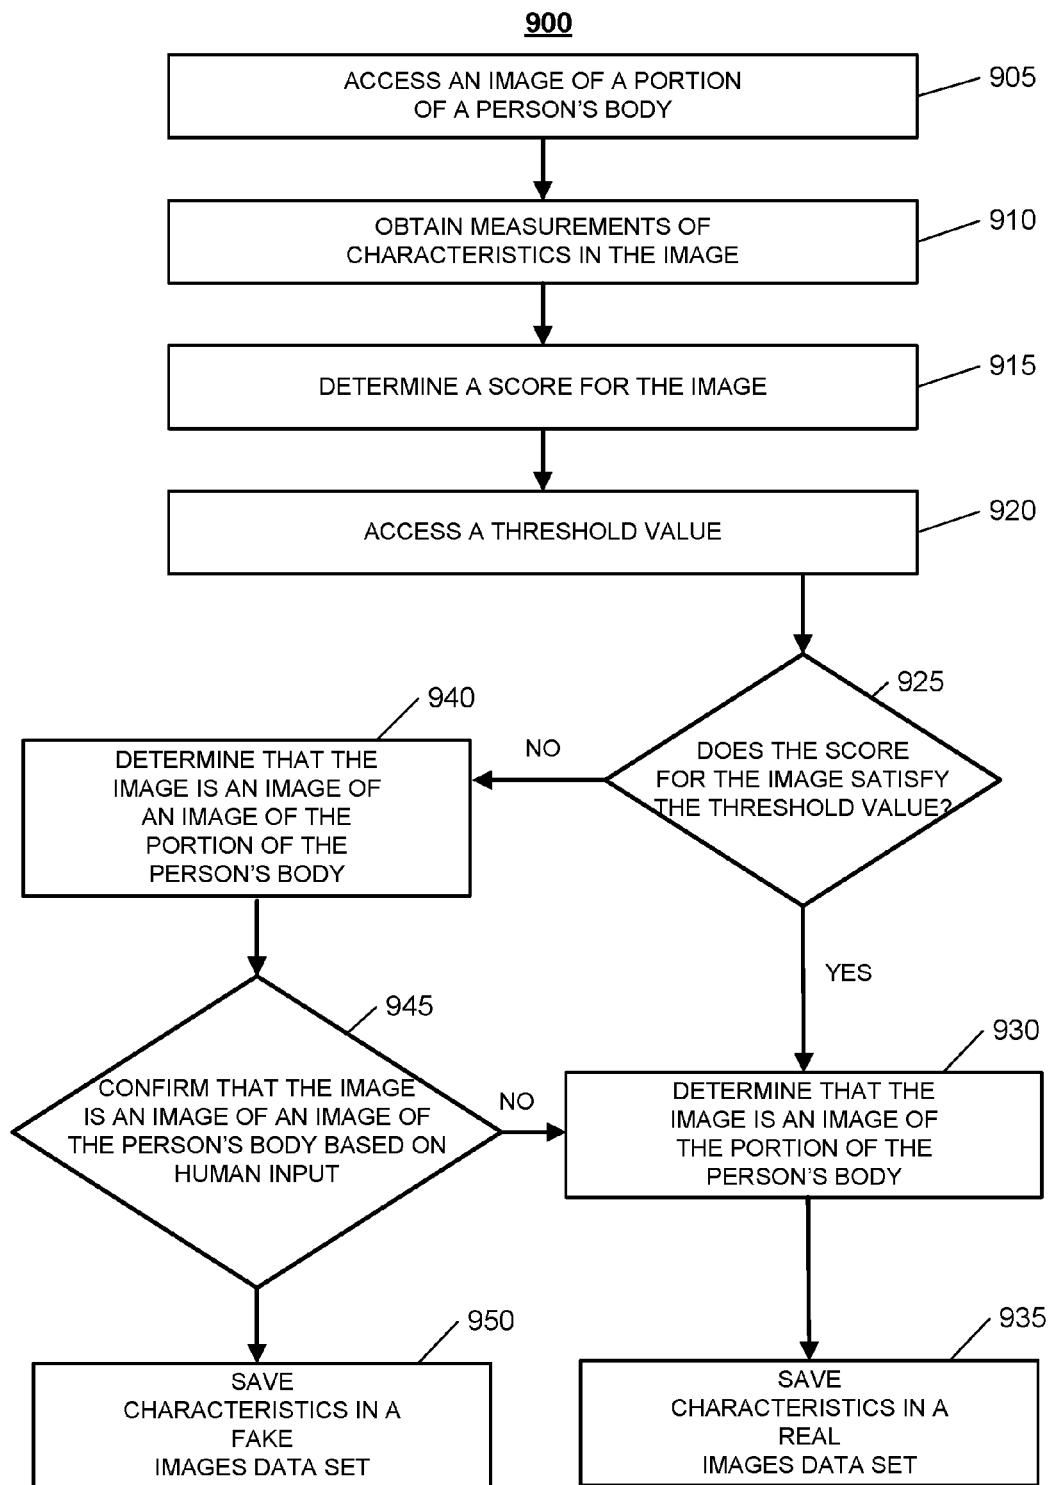 900
ACCESS AN IMAGE OF A PORTION
OF A PERSON'S BODY
905
OBTAIN MEASUREMENTS OF
CHARACTERISTICS IN THE IMAGE
910
DETERMINE A SCORE FOR THE IMAGE
915
ACCESS A THRESHOLD VALUE
920
925
DOES THE SCORE
FOR THE IMAGE SATISFY
THE THRESHOLD VALUE?
NO
940
DETERMINE THAT THE
IMAGE IS AN IMAGE OF
AN IMAGE OF THE
PORTION OF THE
PERSON'S BODY
YES
945
CONFIRM THAT THE IMAGE
IS AN IMAGE OF AN IMAGE OF
THE PERSON'S BODY BASED ON
HUMAN INPUT
NO
930
DETERMINE THAT THE
IMAGE IS AN IMAGE OF
THE PORTION OF THE
PERSON'S BODY
950
SAVE
CHARACTERISTICS IN A
FAKE
IMAGES DATA SET
935
SAVE
CHARACTERISTICS IN A
REAL
IMAGES DATA SET